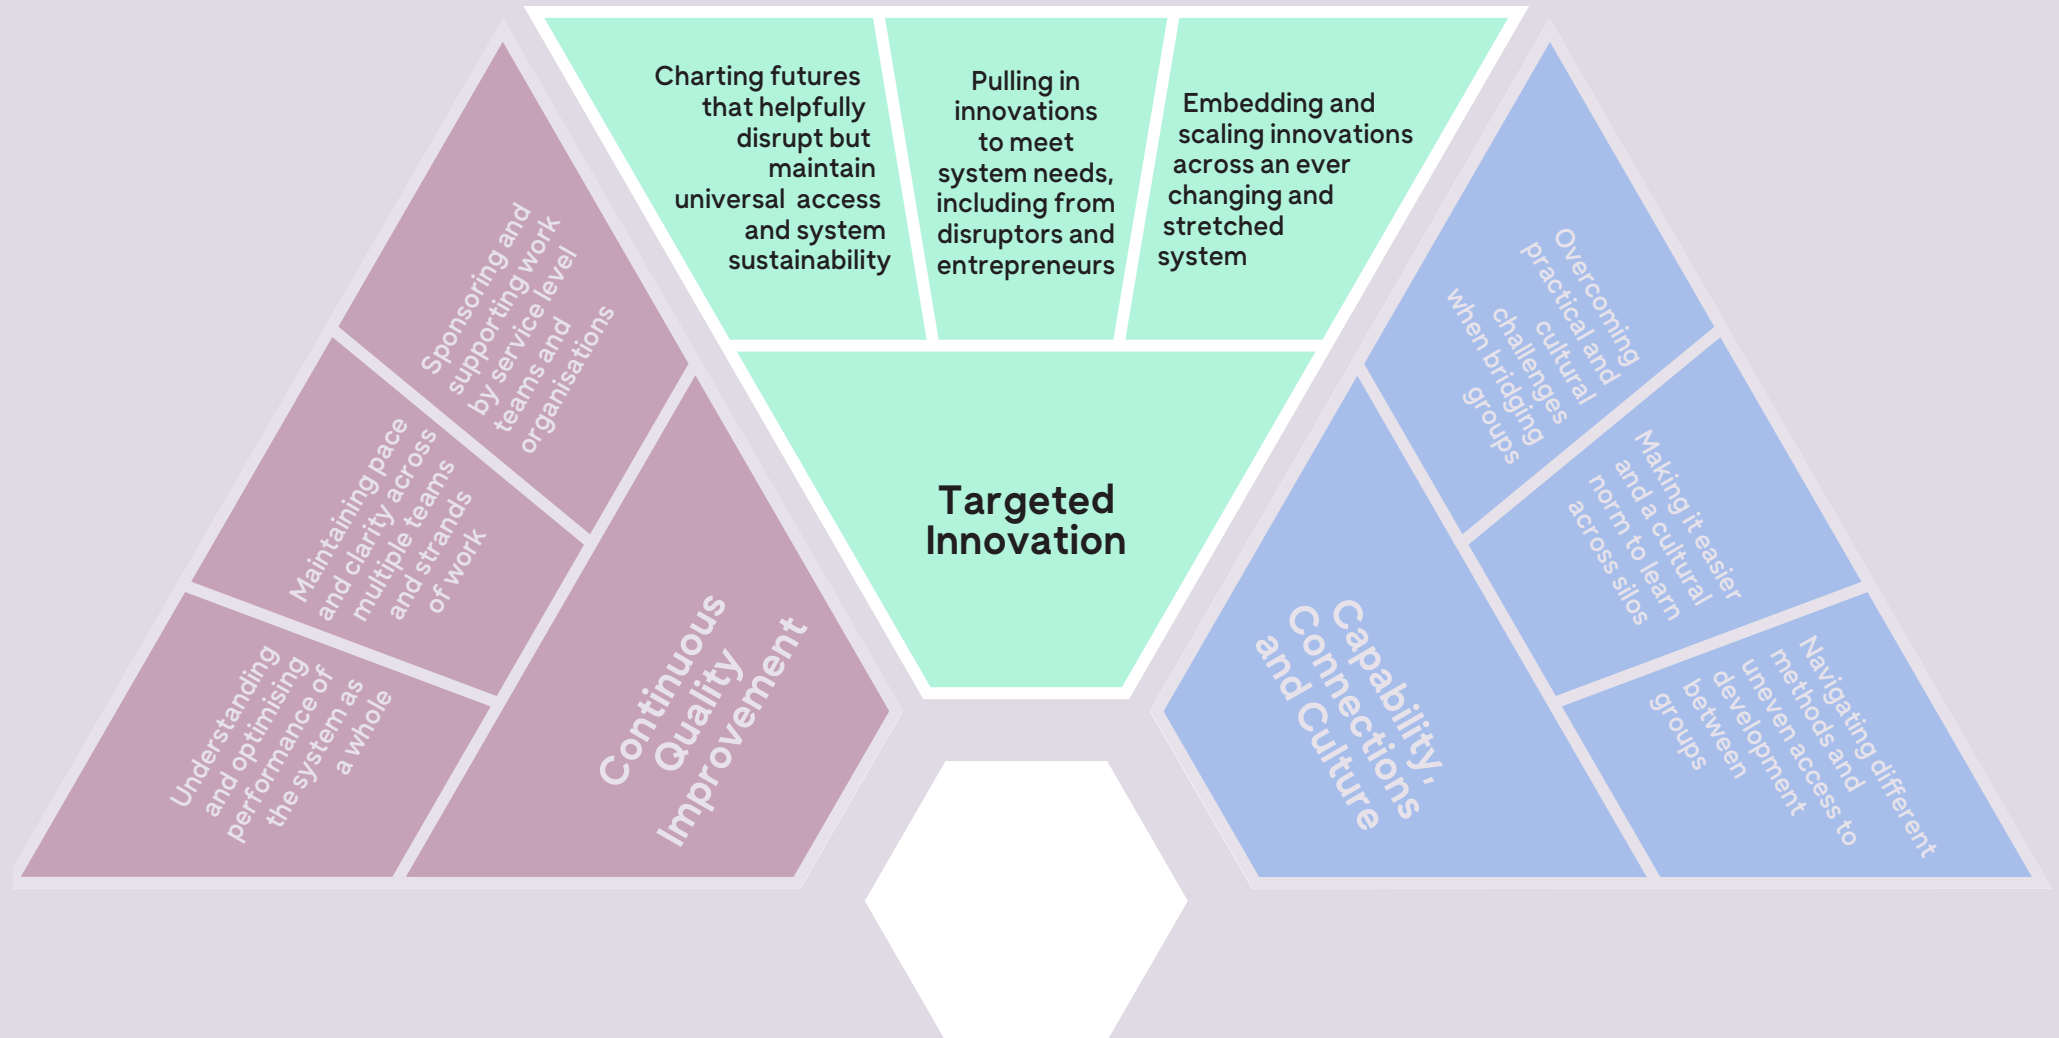 Charting futures
that helpfully
disrupt but
maintain
universal access
and system
sustainability
Pulling in
innovations
to meet
system needs,
including from
disruptors and
entrepreneurs
Embedding and
scaling innovations
across an ever
changing and
stretched
system
Targeted
Innovation
Sponsoring and
supporting work
by service level
teams and
organisations
Maintaining pace
and clarity across
multiple teams
and strands
of work
Understanding
and optimising
performance of
the system as
a whole
Continuous
Quality
Improvement
Overcoming
practical and
cultural
challenges
when bridging
groups
Making it easier
and a cultural
norm to learn
across silos
Navigating different
methods and
uneven access to
development
between
groups
Capability,
Connections
and Culture